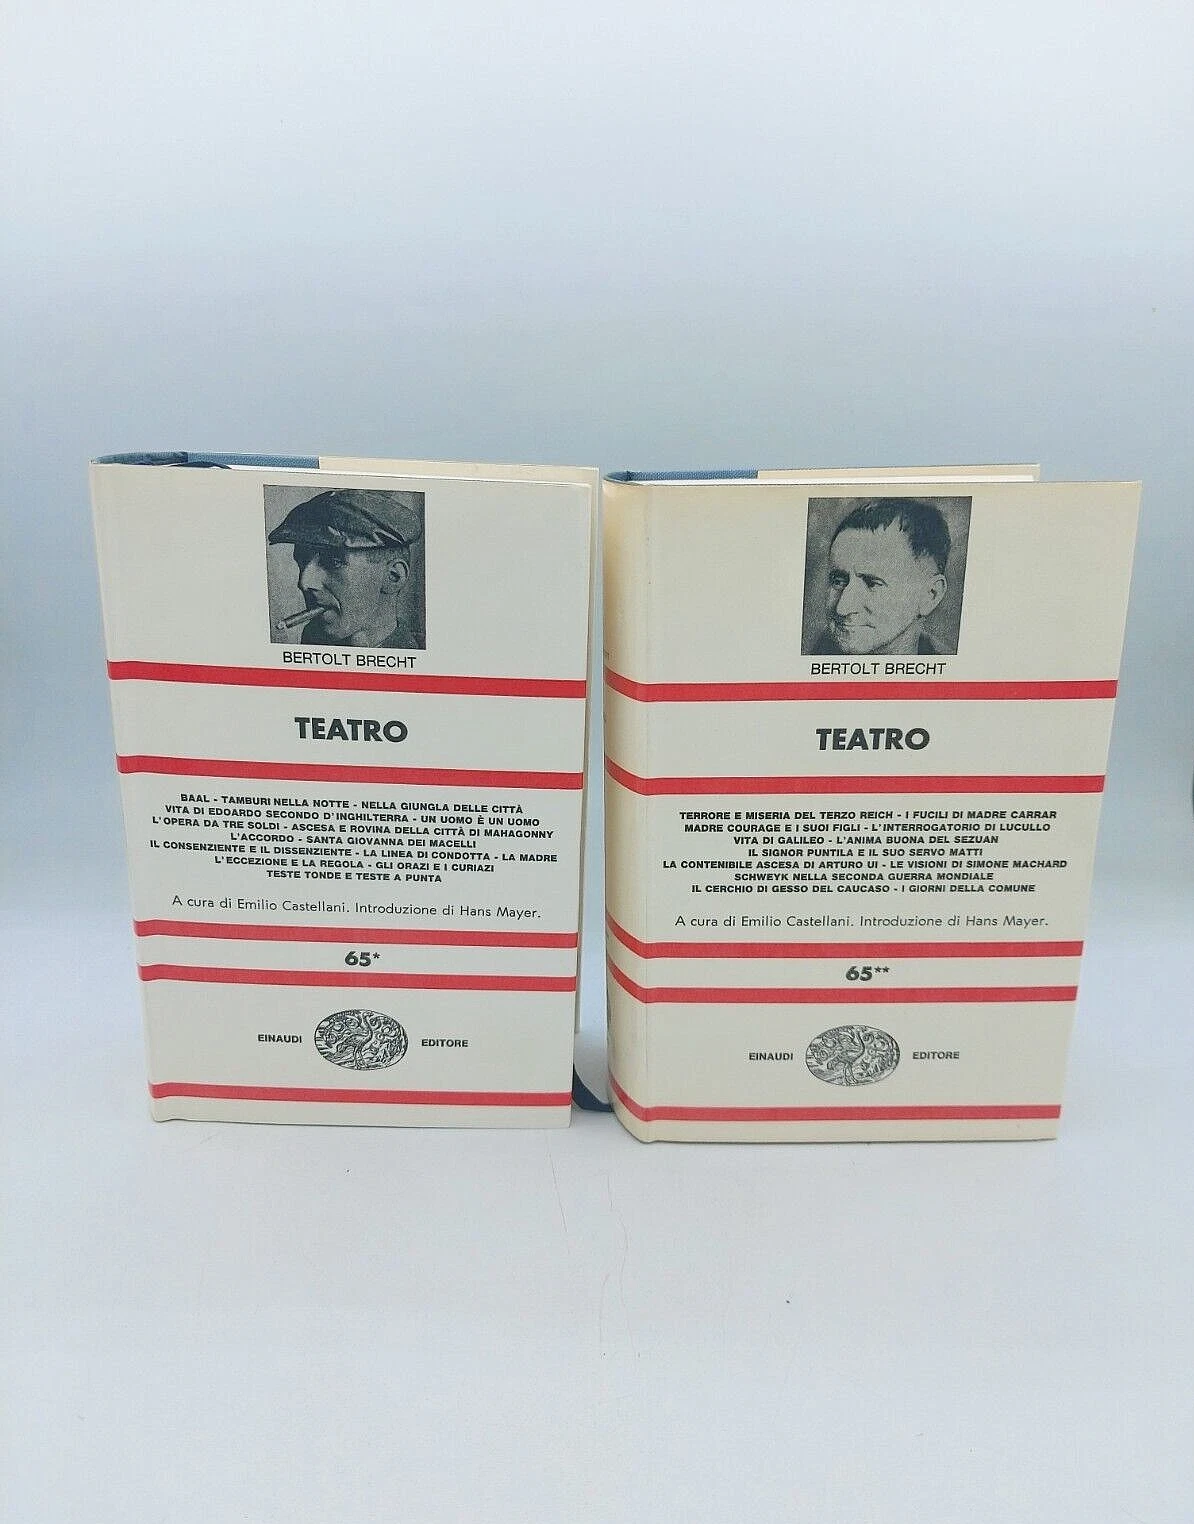 BERTOLT BRECHT
TEATRO
BAAL - TAMBURI NELLA NOTTE - NELLA GIUNGLA DELLE CITTÀ
VITA DI EDOARDO SECONDO D'INGHILTERRA - UN UOMO È UN UOMO
L'OPERA DA TRE SOLDI - ASCESA E ROVINA DELLA CITTÀ DI MAHAGONNY
L'ACCORDO - SANTA GIOVANNA DEI MACELLI
IL CONSENZIENTE E IL DISSENZIENTE - LA LINEA DI CONDOTTA - LA MADRE
L'ECCEZIONE E LA REGOLA - GLI ORAZI E I CURIAZI
TESTE TONDE E TESTE A PUNTA
A cura di Emilio Castellani. Introduzione di Hans Mayer.
65*
EINAUDI EDITORE
BERTOLT BRECHT
TEATRO
TERRORE E MISERIA DEL TERZO REICH - I FUCILI DI MADRE CARRAR
MADRE COURAGE E I SUOI FIGLI - L'INTERROGATORIO DI LUCULLO
VITA DI GALILEO - L'ANIMA BUONA DEL SEZUAN
IL SIGNOR PUNTILA E IL SUO SERVO MATTI
LA CONTENIBILE ASCESA DI ARTURO UI - LE VISIONI DI SIMONE MACHARD
SCHWEYK NELLA SECONDA GUERRA MONDIALE
IL CERCHIO DI GESSO DEL CAUCASO - I GIORNI DELLA COMUNE
A cura di Emilio Castellani. Introduzione di Hans Mayer.
65**
EINAUDI EDITORE